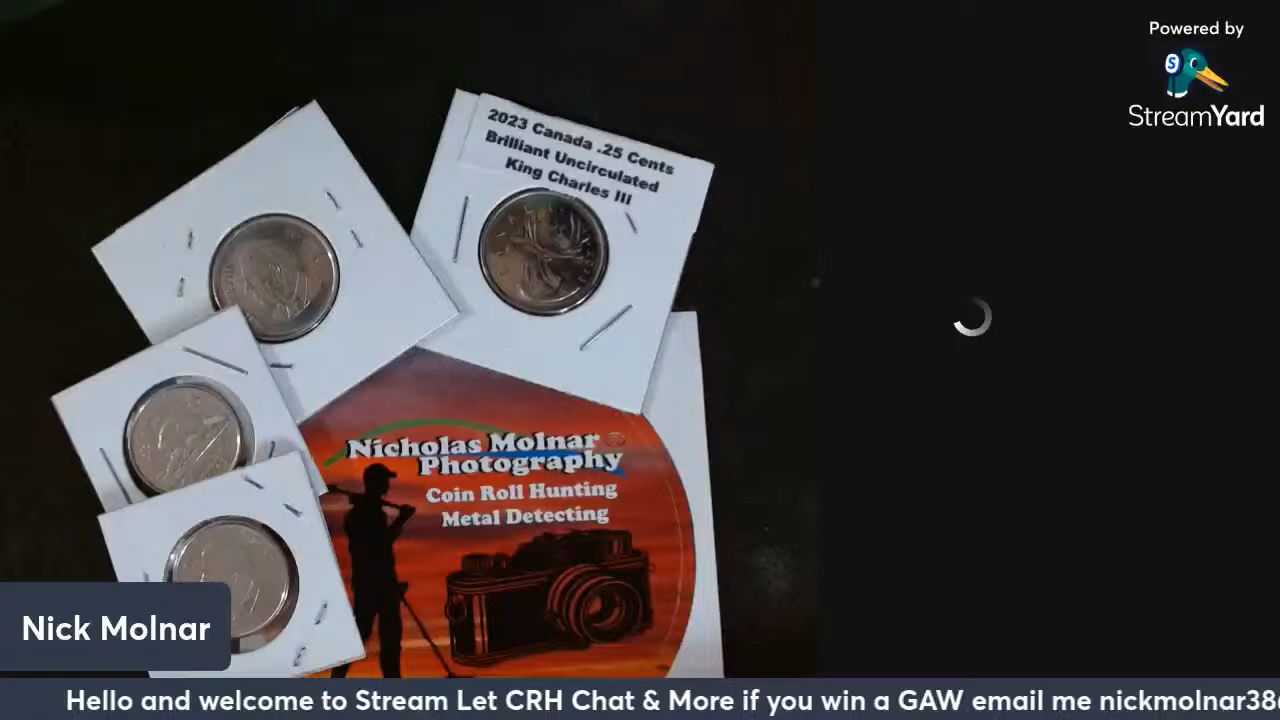 Powered by
StreamYard
2023 Canada .25 Cents
Brilliant Uncirculated
King Charles III
Nicholas Molnar
Photography
Coin Roll Hunting
Metal Detecting
Nick Molnar
Hello and welcome to Stream Let CRH Chat & More if you win a GAW email me nickmolnar38